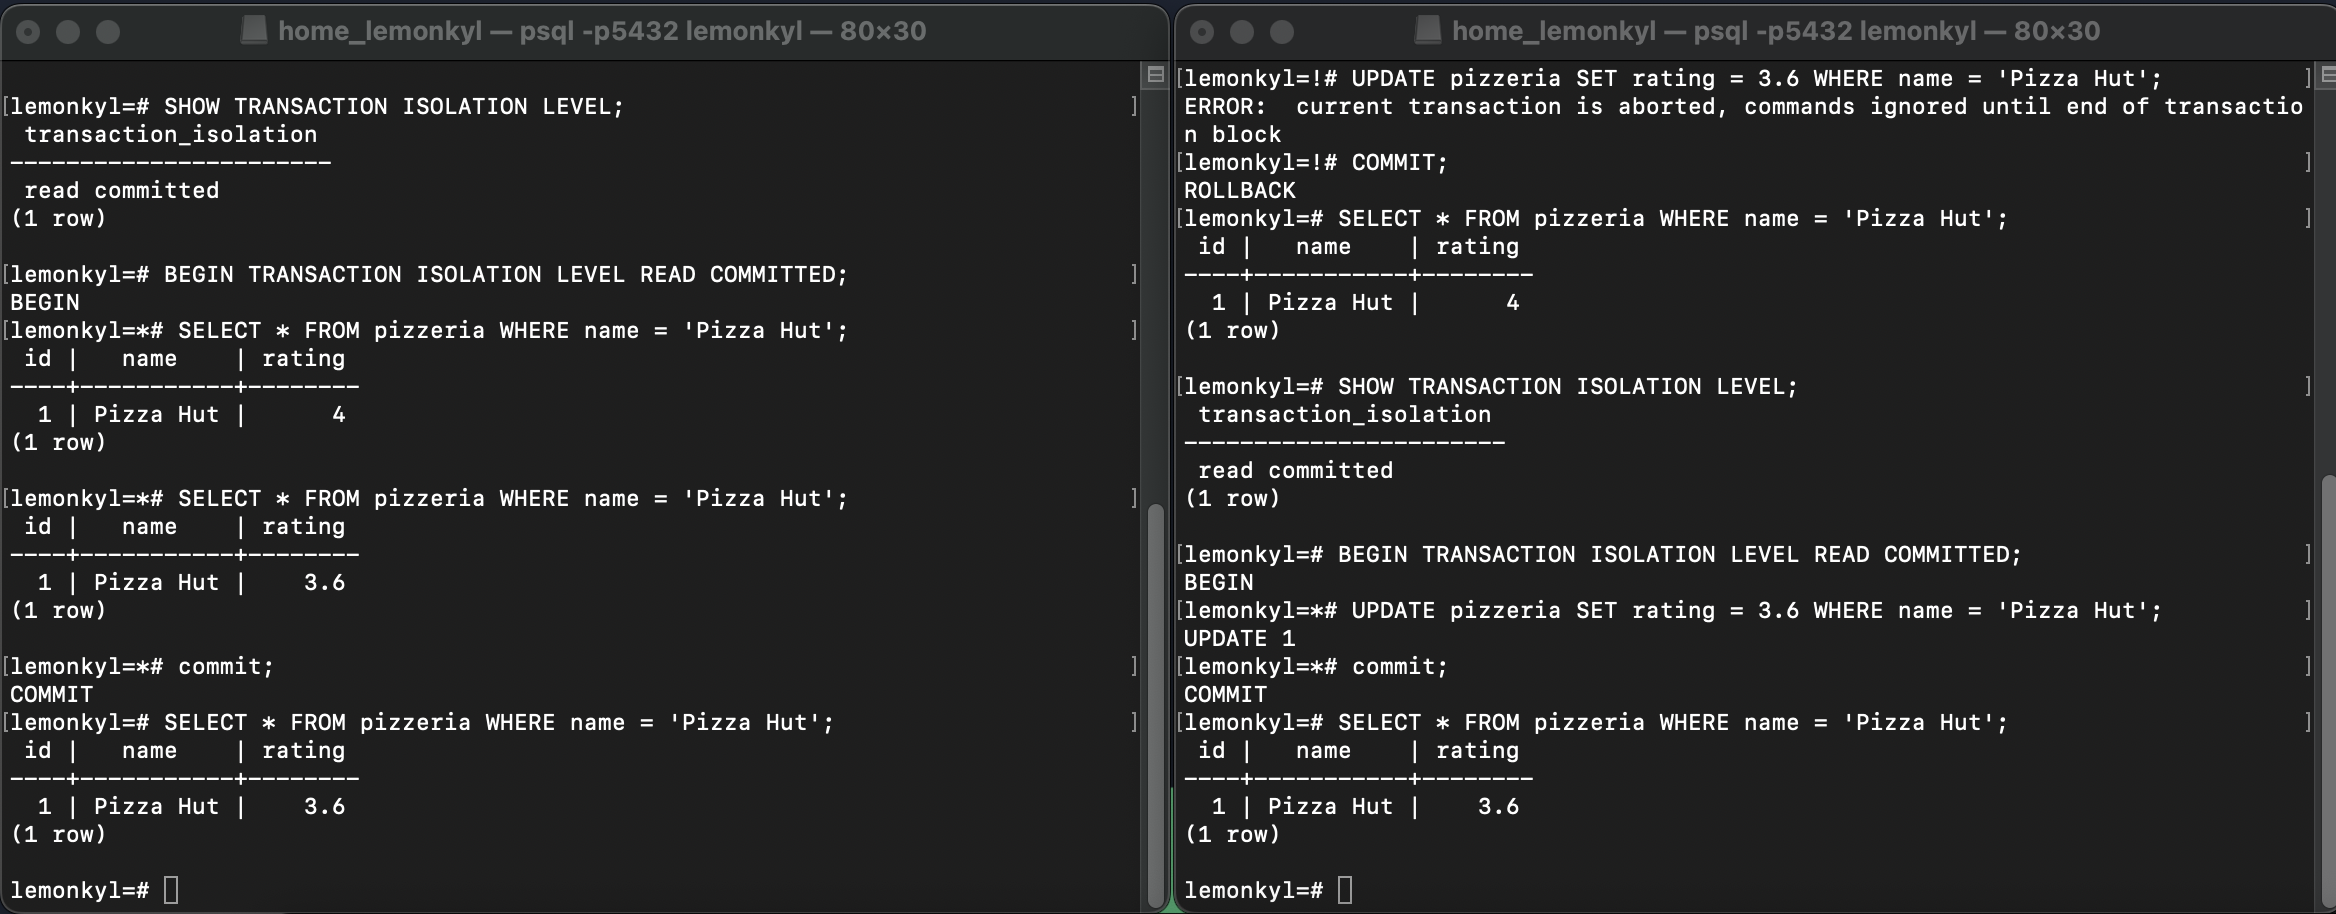 home_lemonkyl — psql -p5432 lemonkyl — 80×30
[lemonkyl=# SHOW TRANSACTION ISOLATION LEVEL; ]
 transaction_isolation
-----------------------
 read committed
(1 row)
[lemonkyl=# BEGIN TRANSACTION ISOLATION LEVEL READ COMMITTED; ]
BEGIN
[lemonkyl=*# SELECT * FROM pizzeria WHERE name = 'Pizza Hut'; ]
 id |   name    | rating
----+-----------+--------
  1 | Pizza Hut |      4
(1 row)
[lemonkyl=*# SELECT * FROM pizzeria WHERE name = 'Pizza Hut'; ]
 id |   name    | rating
----+-----------+--------
  1 | Pizza Hut |    3.6
(1 row)
[lemonkyl=*# commit; ]
COMMIT
[lemonkyl=# SELECT * FROM pizzeria WHERE name = 'Pizza Hut'; ]
 id |   name    | rating
----+-----------+--------
  1 | Pizza Hut |    3.6
(1 row)
lemonkyl=#
home_lemonkyl — psql -p5432 lemonkyl — 80×30
[lemonkyl=!# UPDATE pizzeria SET rating = 3.6 WHERE name = 'Pizza Hut'; ]
ERROR:  current transaction is aborted, commands ignored until end of transactio
n block
[lemonkyl=!# COMMIT; ]
ROLLBACK
[lemonkyl=# SELECT * FROM pizzeria WHERE name = 'Pizza Hut'; ]
 id |   name    | rating
----+-----------+--------
  1 | Pizza Hut |      4
(1 row)
[lemonkyl=# SHOW TRANSACTION ISOLATION LEVEL; ]
 transaction_isolation
-----------------------
 read committed
(1 row)
[lemonkyl=# BEGIN TRANSACTION ISOLATION LEVEL READ COMMITTED; ]
BEGIN
[lemonkyl=*# UPDATE pizzeria SET rating = 3.6 WHERE name = 'Pizza Hut'; ]
UPDATE 1
[lemonkyl=*# commit; ]
COMMIT
[lemonkyl=# SELECT * FROM pizzeria WHERE name = 'Pizza Hut'; ]
 id |   name    | rating
----+-----------+--------
  1 | Pizza Hut |    3.6
(1 row)
lemonkyl=#